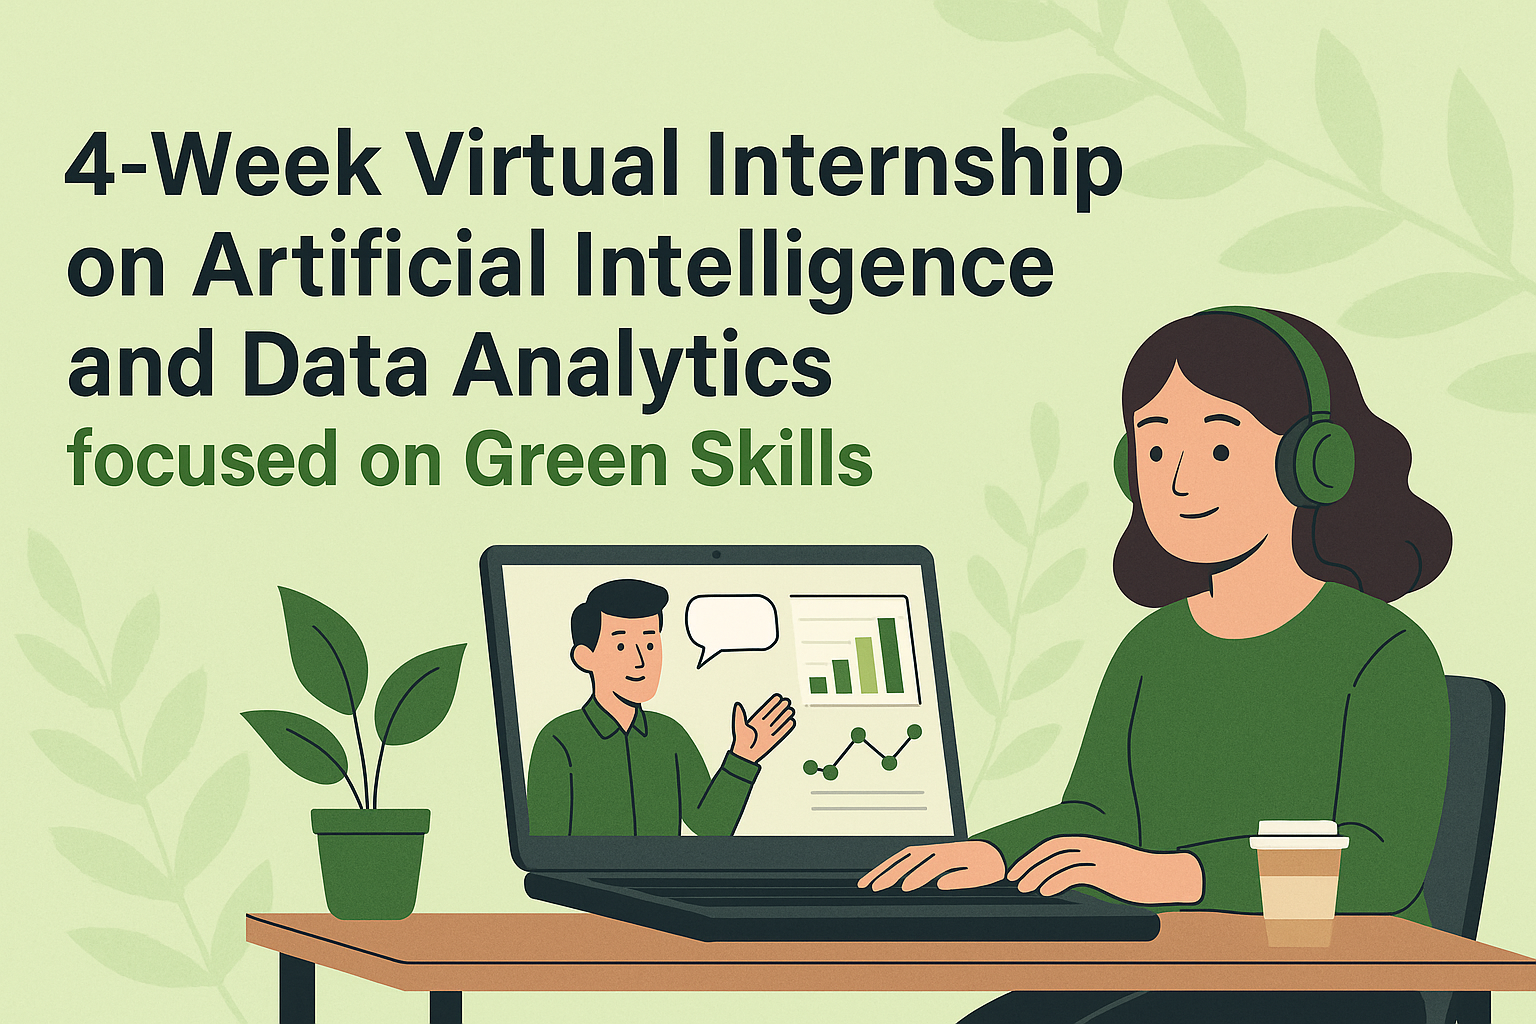 4-Week Virtual Internship
on Artificial Intelligence
and Data Analytics
focused on Green Skills